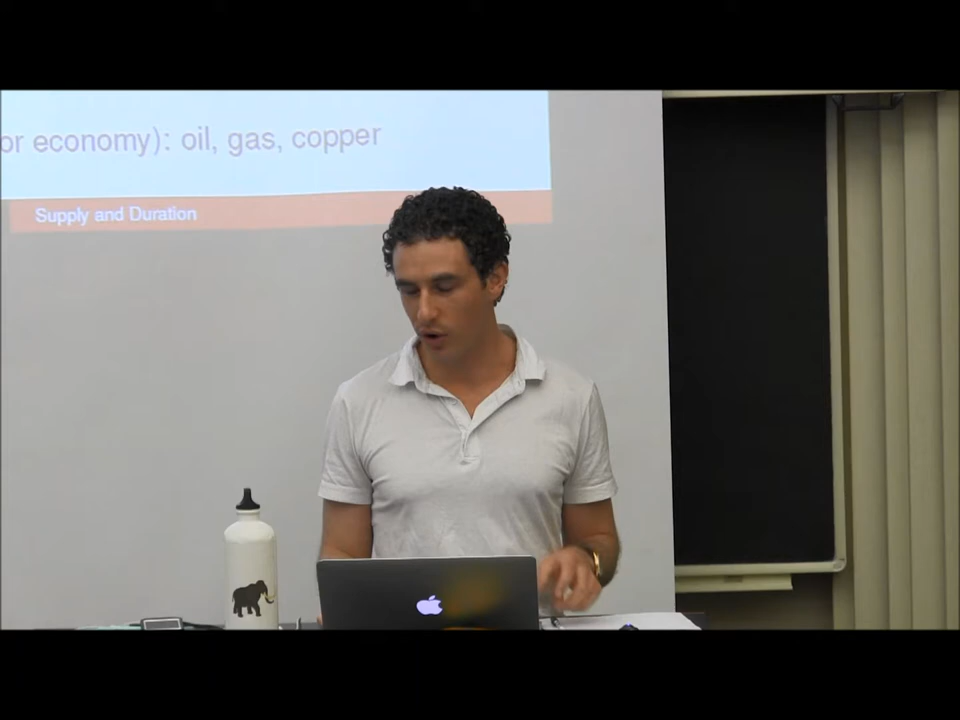 or economy): oil, gas, copper
Supply and Duration